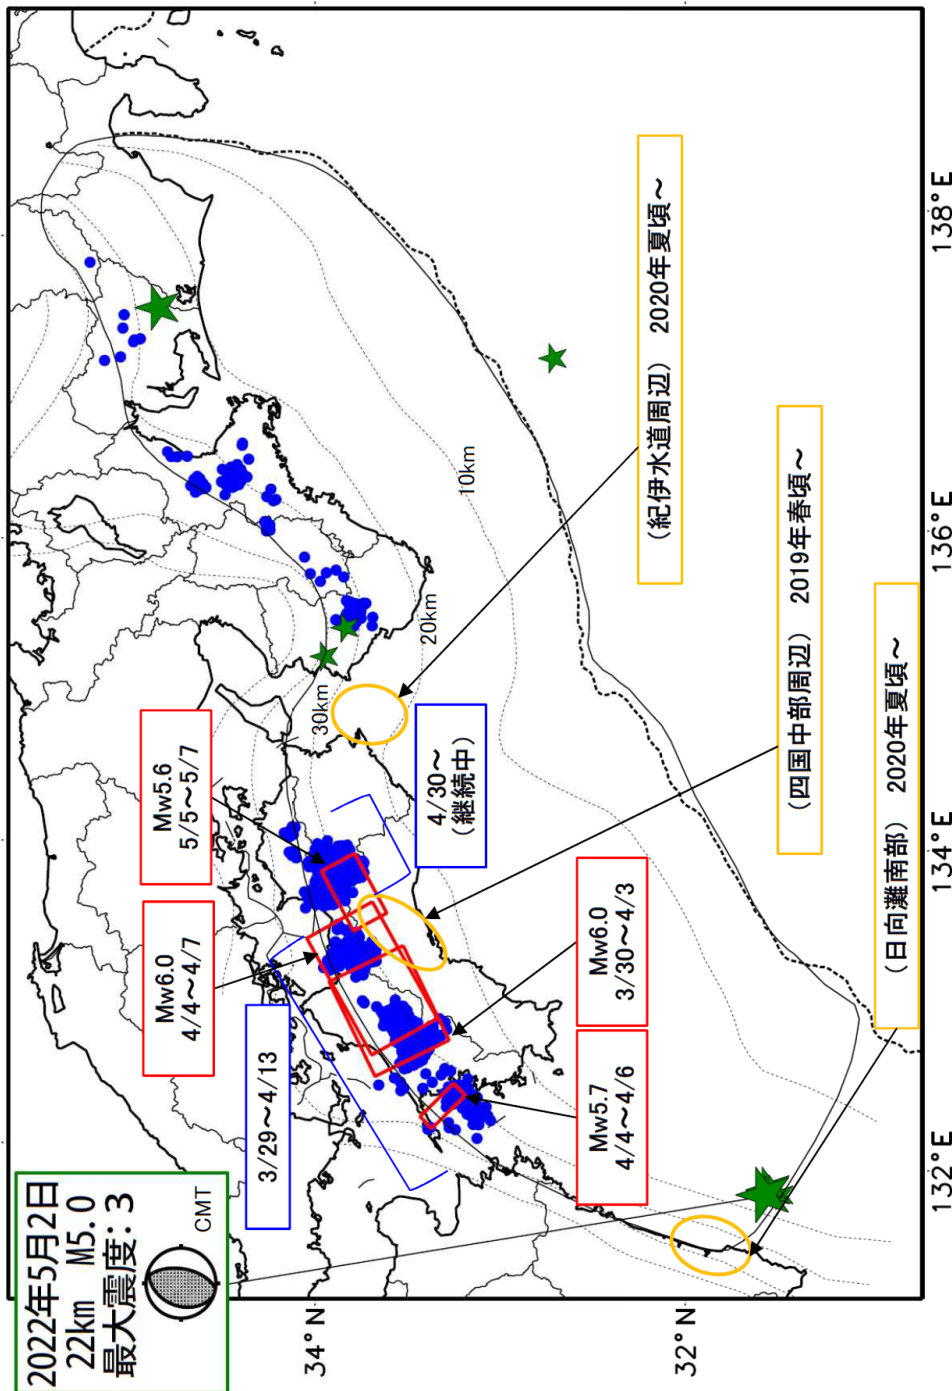 2022年5月2日
22km M5.0
最大震度:3
CMT
3/29~4/13
Mw6.0
4/4~4/7
Mw5.6
5/5~5/7
4/30~
(継続中)
Mw5.7
4/4~4/6
Mw6.0
3/30~4/3
30km
20km
10km
(日向灘南部) 2020年夏頃~
(四国中部周辺) 2019年春頃~
(紀伊水道周辺) 2020年夏頃~
34°N
32°N
132°E
134°E
136°E
138°E